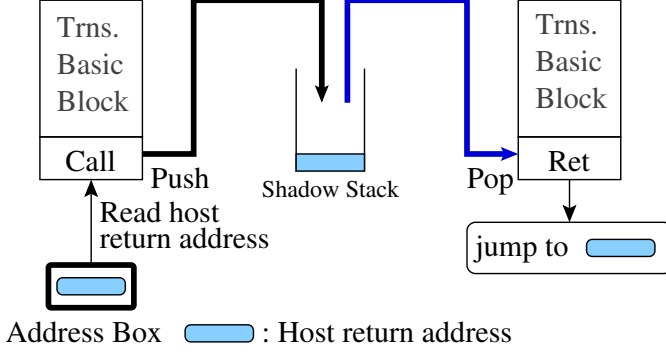 Trns.
Basic
Block
Call
Push
Read host
return address
Address Box
Shadow Stack
Pop
Trns.
Basic
Block
Ret
jump to
: Host return address